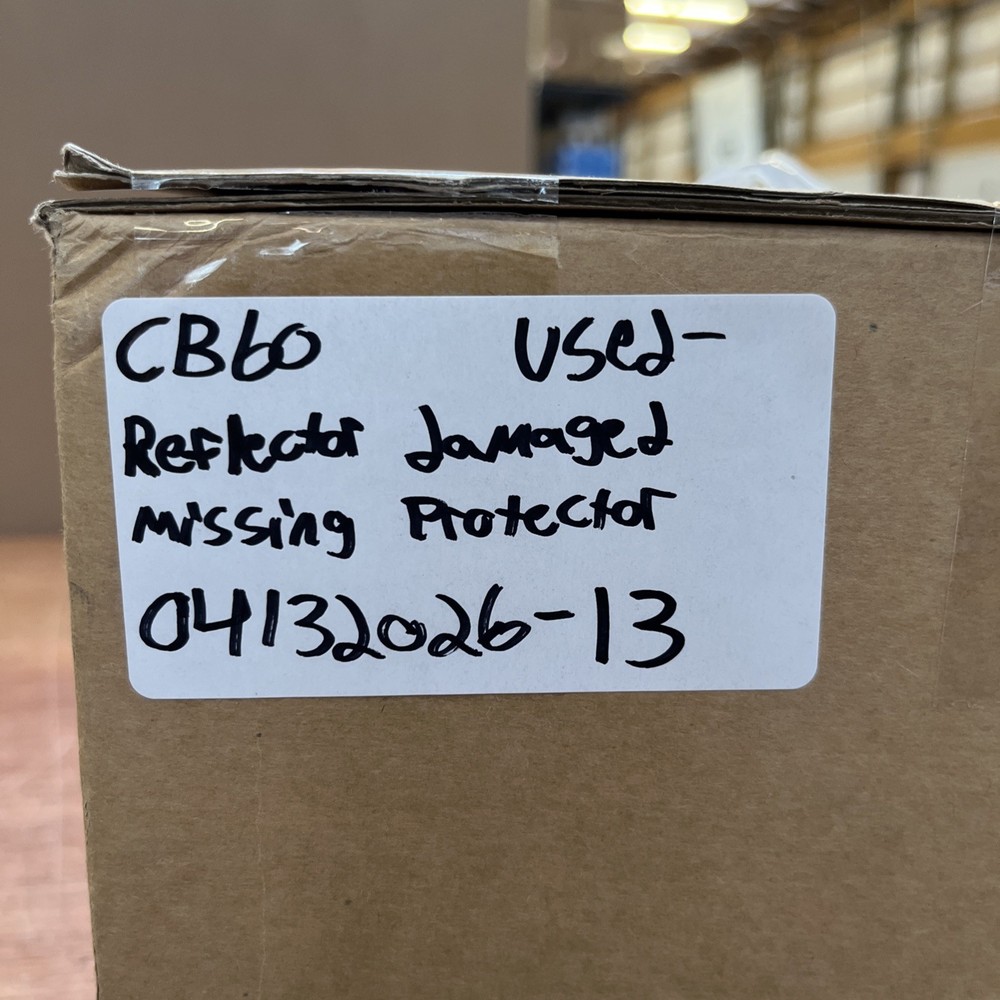 CB60 Used-
Reflector damaged
missing Protector
04132026-13